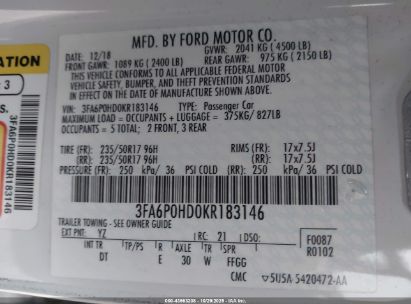 MFD. BY FORD MOTOR CO.
DATE: 12/18 GVWR: 2041 KG ( 4500 LB)
FRONT GAWR: 1089 KG ( 2400 LB) REAR GAWR: 975 KG ( 2150 LB)
THIS VEHICLE CONFORMS TO ALL APPLICABLE FEDERAL MOTOR
VEHICLE SAFETY AND THEFT PREVENTION STANDARDS
IN EFFECT ON THE DATE OF MANUFACTURE SHOWN ABOVE.
VIN: 3FA6P0HD0KR183146 TYPE: Passenger Car
MAXIMUM LOAD = OCCUPANTS + LUGGAGE = 375KG/ 827LB
OCCUPANTS = 5 TOTAL; 2 FRONT, 3 REAR
TIRE (FR): 235/50R17 96H RIMS (FR): 17x7.5J
(RR): 235/50R17 96H (RR): 17x7.5J
PRESSURE (FR): 250 kPa/ 36 PSI COLD (RR): 250 kPa/ 36 PSI COLD
3FA6P0HD0KR183146
TRAILER TOWING - SEE OWNER GUIDE
EXT PNT: YZ RC: 21 DSO: F0087
INT TR TP/PS R AXLE TR SPR R0102
DT E 30 W FFGG
CMC 5U5A-5420472-AA
ATION
: 3
s.
3FA6P0HD0KR183146